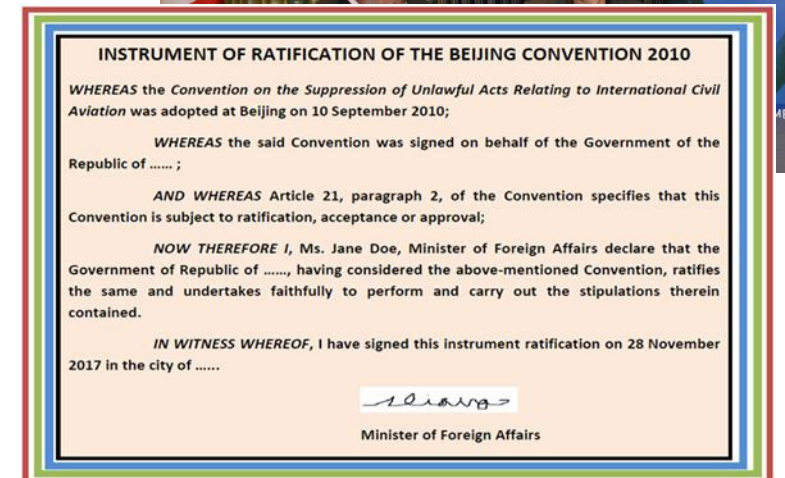 INSTRUMENT OF RATIFICATION OF THE BEIJING CONVENTION 2010
WHEREAS the Convention on the Suppression of Unlawful Acts Relating to International Civil
Aviation was adopted at Beijing on 10 September 2010;
WHEREAS the said Convention was signed on behalf of the Government of the
Republic of ...... ;
AND WHEREAS Article 21, paragraph 2, of the Convention specifies that this
Convention is subject to ratification, acceptance or approval;
NOW THEREFORE I, Ms. Jane Doe, Minister of Foreign Affairs declare that the
Government of Republic of ......, having considered the above-mentioned Convention, ratifies
the same and undertakes faithfully to perform and carry out the stipulations therein
contained.
IN WITNESS WHEREOF, I have signed this instrument ratification on 28 November
2017 in the city of ......
Minister of Foreign Affairs